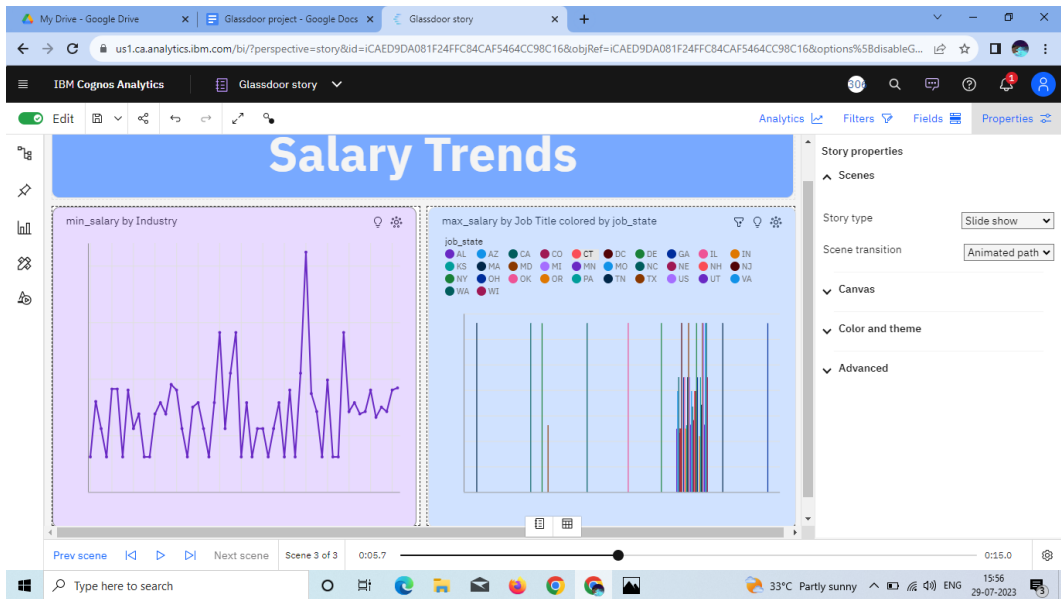 My Drive - Google Drive
Glassdoor project - Google Docs
Glassdoor story
us1.ca.analytics.ibm.com/bi/?perspective=story&id=iCAED9DA081F24FFC84CAF5464CC98C16&objRef=iCAED9DA081F24FFC84CAF5464CC98C16&options%5BdisableG...
IBM Cognos Analytics
Glassdoor story
306
1
Edit
Analytics
Filters
Fields
Properties
Salary Trends
Story properties
Scenes
Story type
Slide show
Scene transition
Animated path
Canvas
Color and theme
Advanced
min_salary by Industry
max_salary by Job Title colored by job_state
job_state
AL AZ CA CO CT DC DE GA IL IN
KS MA MD MI MN MO NC NE NH NJ
NY OH OK OR PA TN TX US UT VA
WA WI
Prev scene
Next scene
Scene 3 of 3
0:05.7
0:15.0
Type here to search
33°C Partly sunny
ENG
15:56
29-07-2023
3